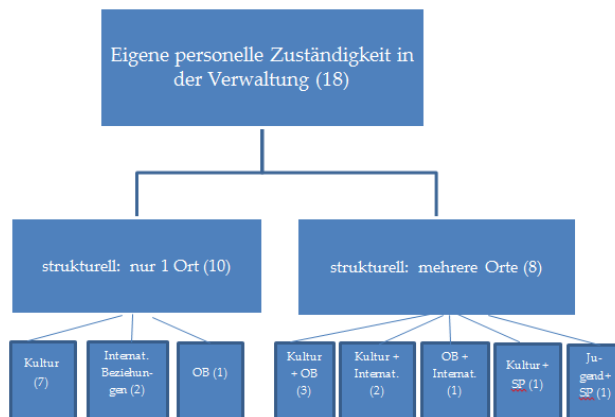 Eigene personelle Zuständigkeit in
der Verwaltung (18)
strukturell: nur 1 Ort (10)
strukturell: mehrere Orte (8)
Kultur
(7)
Internat.
Beziehun-
gen (2)
OB (1)
Kultur
+ OB
(3)
Kultur +
Internat.
(2)
OB +
Internat.
(1)
Kultur +
SP (1)
Ju-
gend+
SP (1)